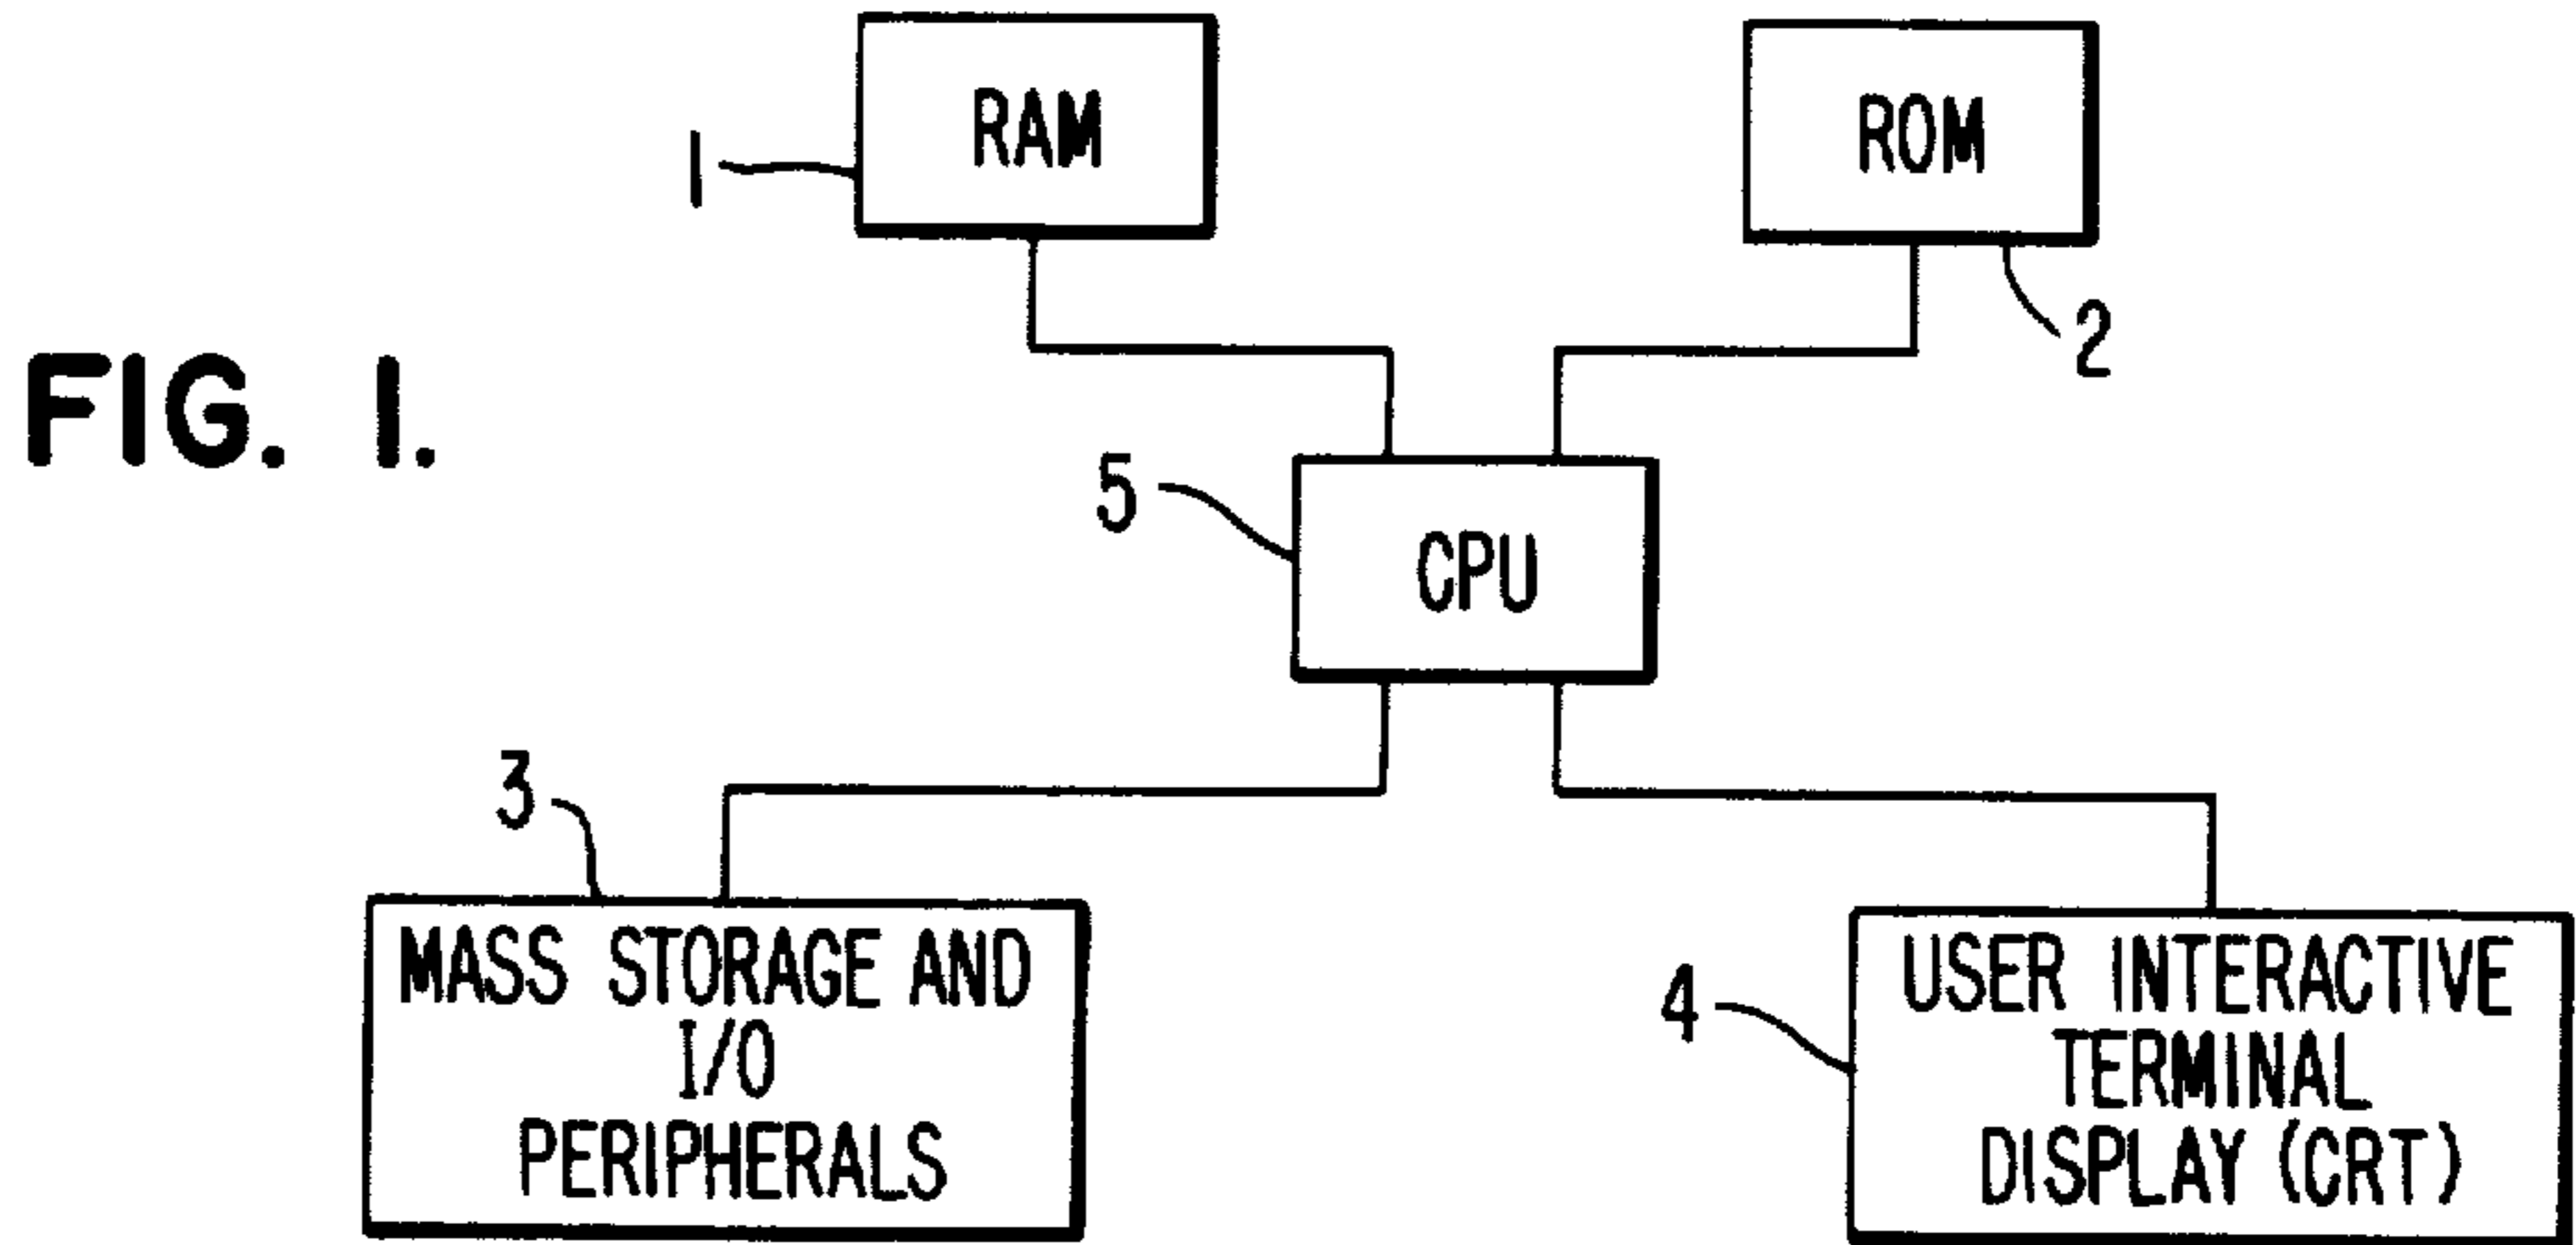 RAM
ROM
1
2
FIG. 1.
5
CPU
3
MASS STORAGE AND
I/O
PERIPHERALS
4
USER INTERACTIVE
TERMINAL
DISPLAY (CRT)